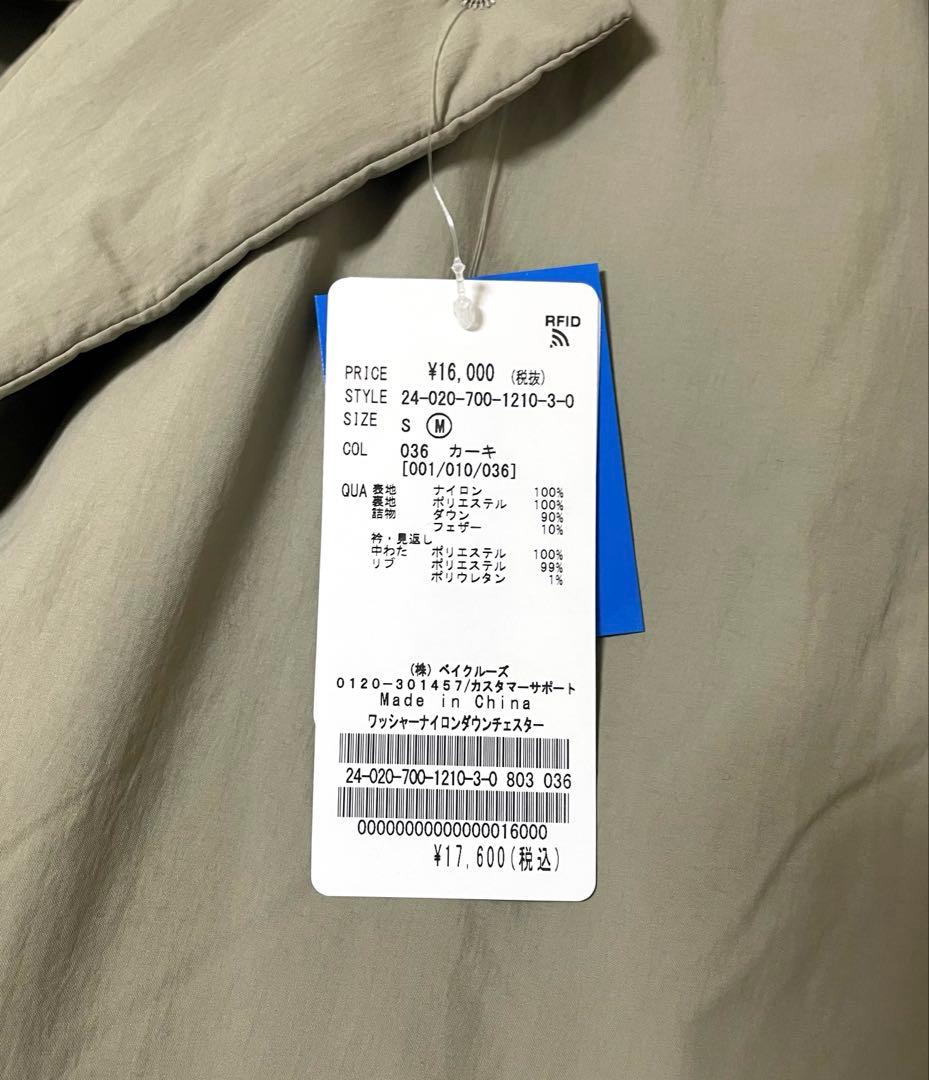 RFID
PRICE ¥16,000 (税抜)
STYLE 24-020-700-1210-3-0
SIZE S Ⓜ
COL 036 カーキ
[001/010/036]
QUA 表地 ナイロン 100%
裏地 ポリエステル 100%
詰物 ダウン 90%
フェザー 10%
衿・見返し
中わた ポリエステル 100%
リブ ポリエステル 99%
ポリウレタン 1%
(株) ベイクルーズ
0120-301457/カスタマーサポート
Made in China
ワッシャーナイロンダウンチェスター
24-020-700-1210-3-0 803 036
00000000000000016000
¥17,600(税込)